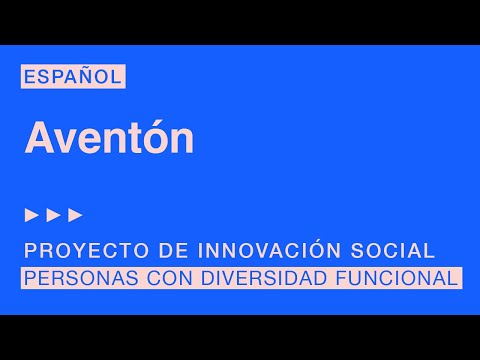 ESPAÑOL
Aventón
▶▶▶
PROYECTO DE INNOVACIÓN SOCIAL
PERSONAS CON DIVERSIDAD FUNCIONAL